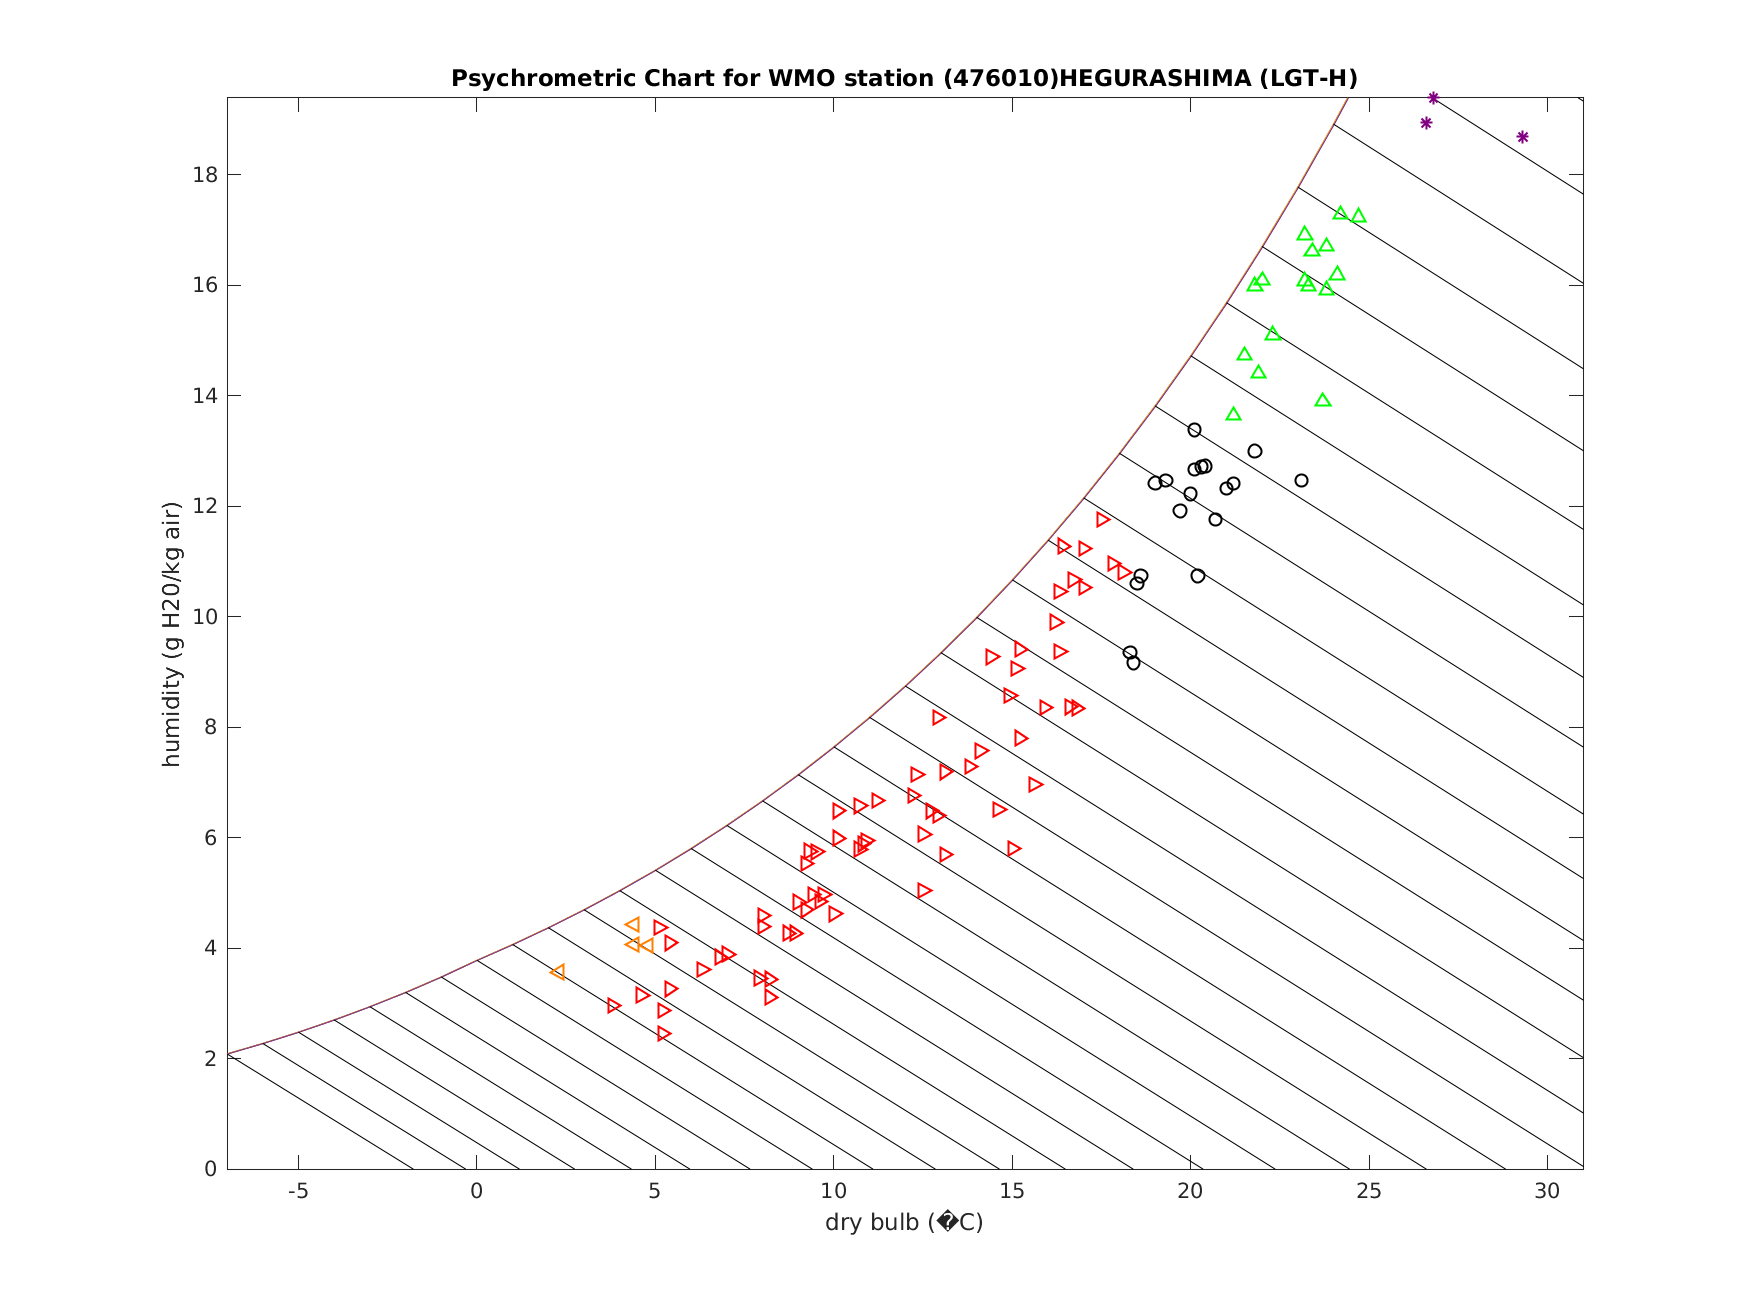 Psychrometric Chart for WMO station (476010)HEGURASHIMA (LGT-H)
18
16
14
12
10
8
6
4
2
0
humidity (g H20/kg air)
-5 0 5 10 15 20 25 30
dry bulb (�C)